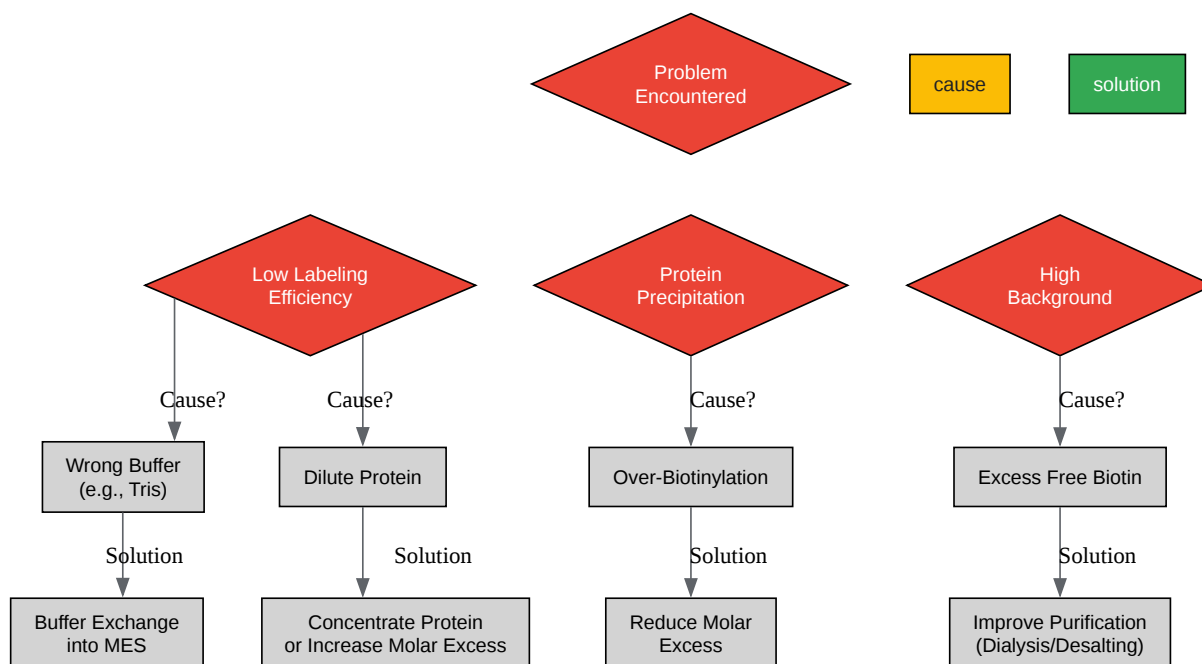 Problem
Encountered
cause
solution
Low Labeling
Efficiency
Protein
Precipitation
High
Background
Cause?
Cause?
Cause?
Cause?
Wrong Buffer
(e.g., Tris)
Dilute Protein
Over-Biotinylation
Excess Free Biotin
Solution
Solution
Solution
Solution
Buffer Exchange
into MES
Concentrate Protein
or Increase Molar Excess
Reduce Molar
Excess
Improve Purification
(Dialysis/Desalting)